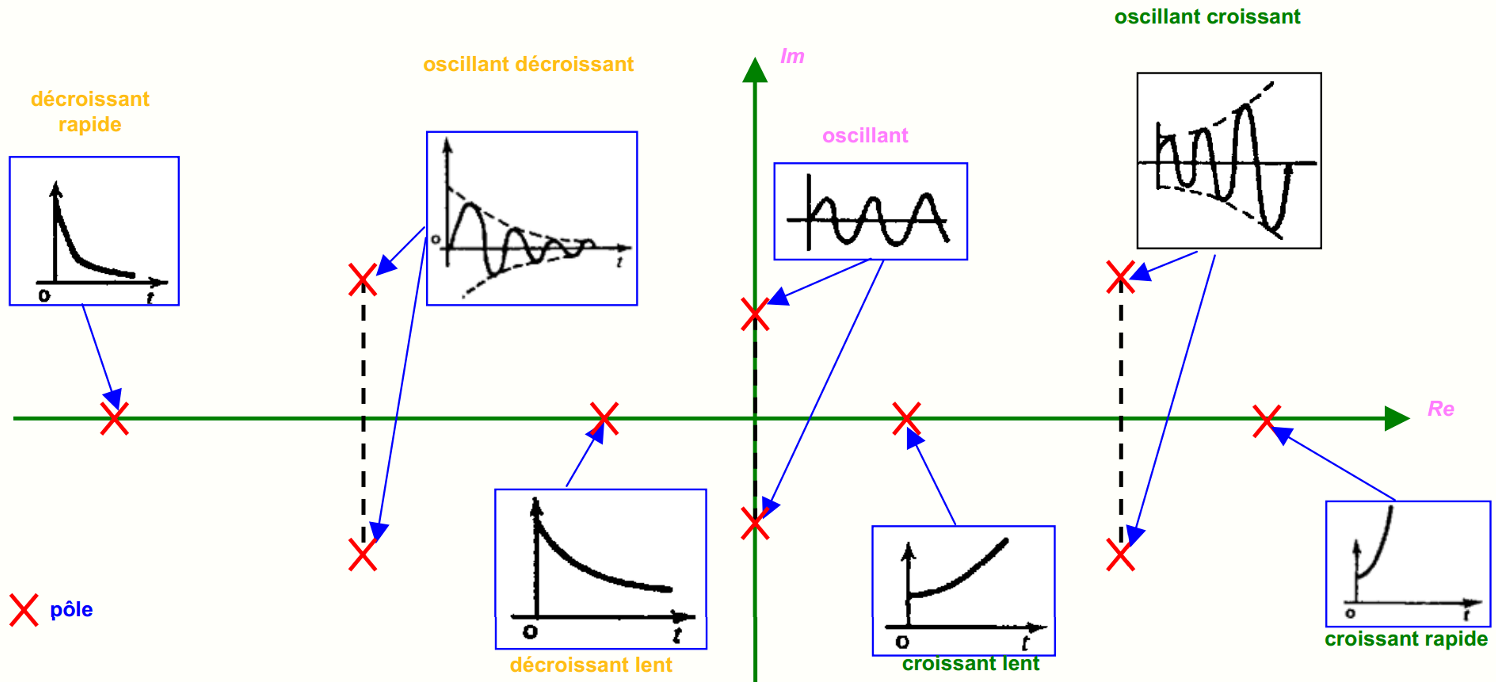 oscillant croissant
Im
oscillant décroissant
décroissant
rapide
oscillant
o
t
o
t
Re
o
t
o
t
o
t
pôle
croissant rapide
décroissant lent
croissant lent